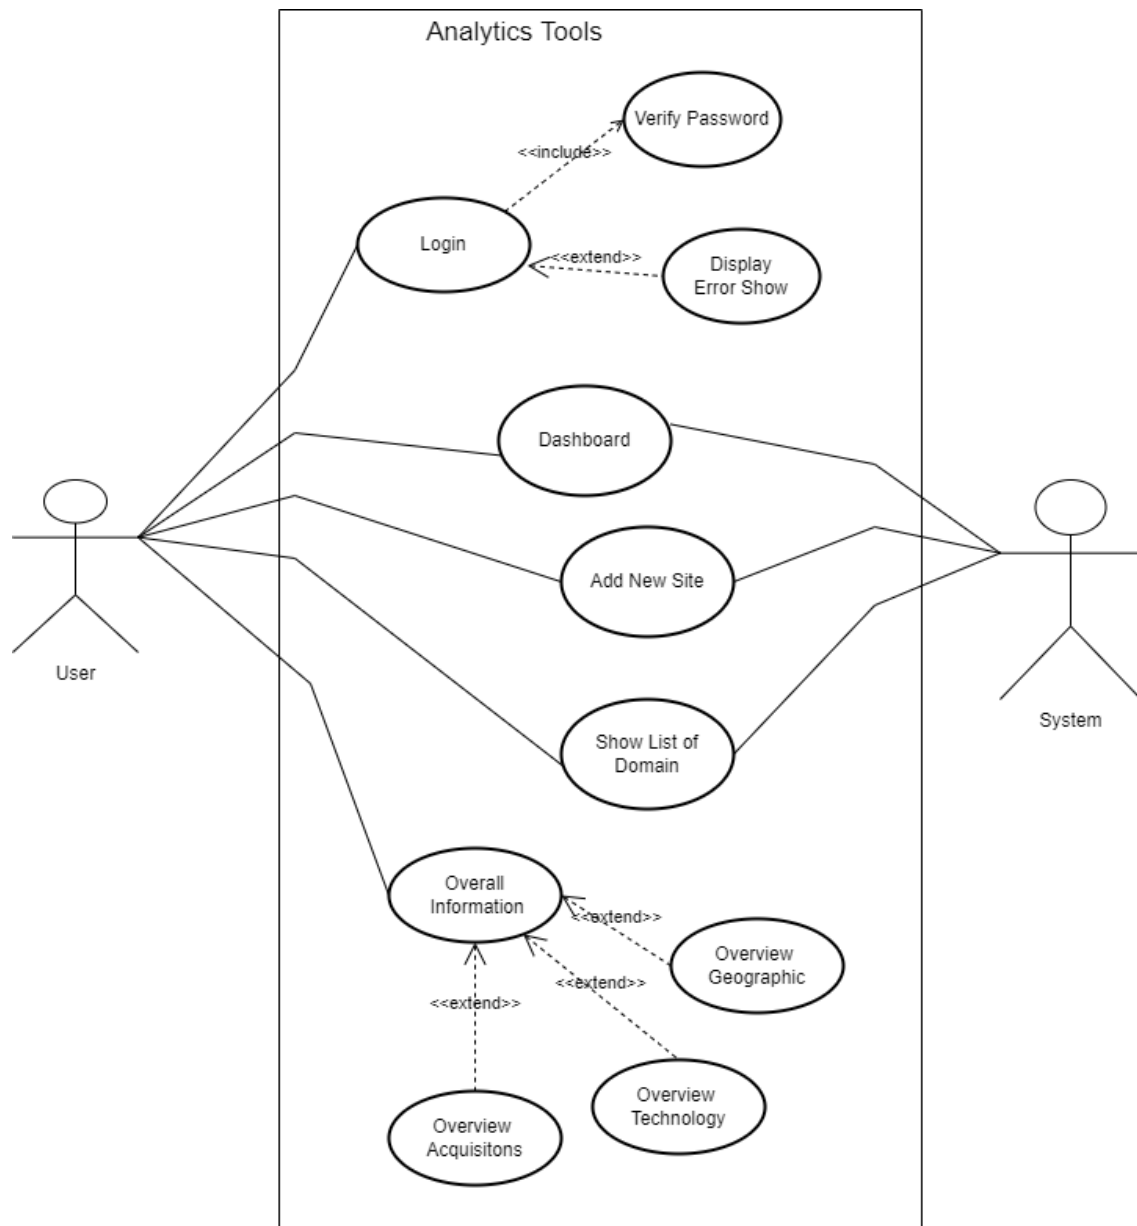 Analytics Tools
Verify Password
<<include>>
Login
<<extend>>
Display
Error Show
Dashboard
Add New Site
User
System
Show List of
Domain
Overall
Information
<<extend>>
Overview
Geographic
<<extend>>
<<extend>>
Overview
Technology
Overview
Acquisitons